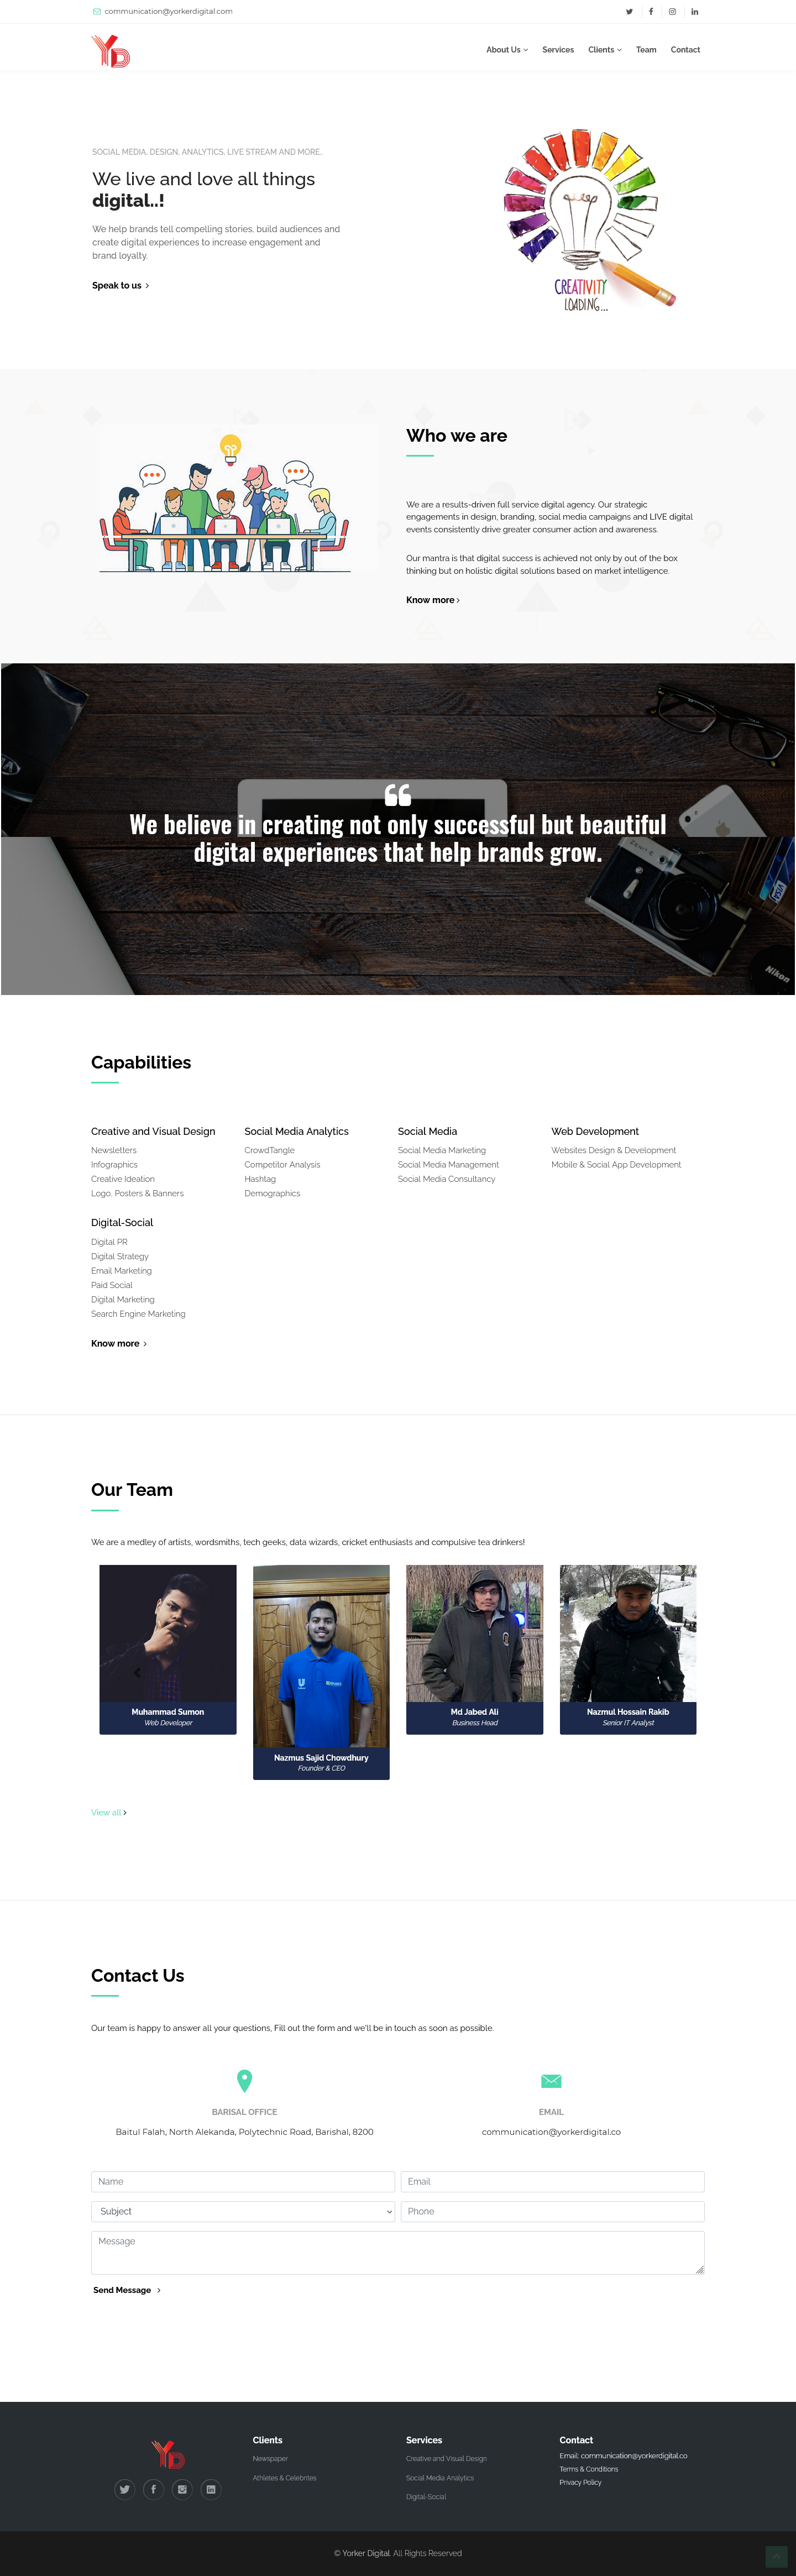 communication@yorkerdigital.com
YD
About Us
Services
Clients
Team
Contact
SOCIAL MEDIA, DESIGN, ANALYTICS, LIVE STREAM AND MORE..
We live and love all things
digital..!
We help brands tell compelling stories, build audiences and
create digital experiences to increase engagement and
brand loyalty.
Speak to us
CREATIVITY
LOADING...
Who we are
We are a results-driven full service digital agency. Our strategic
engagements in design, branding, social media campaigns and LIVE digital
events consistently drive greater consumer action and awareness.
Our mantra is that digital success is achieved not only by out of the box
thinking but on holistic digital solutions based on market intelligence.
Know more
We believe in creating not only successful but beautiful
digital experiences that help brands grow.
ZENIT-E
VISA
Nikon
Capabilities
Creative and Visual Design
Newsletters
Infographics
Creative Ideation
Logo, Posters & Banners
Social Media Analytics
CrowdTangle
Competitor Analysis
Hashtag
Demographics
Social Media
Social Media Marketing
Social Media Management
Social Media Consultancy
Web Development
Websites Design & Development
Mobile & Social App Development
Digital-Social
Digital PR
Digital Strategy
Email Marketing
Paid Social
Digital Marketing
Search Engine Marketing
Know more
Our Team
We are a medley of artists, wordsmiths, tech geeks, data wizards, cricket enthusiasts and compulsive tea drinkers!
Muhammad Sumon
Web Developer
Nazmus Sajid Chowdhury
Founder & CEO
Md Jabed Ali
Business Head
Nazmul Hossain Rakib
Senior IT Analyst
View all
Contact Us
Our team is happy to answer all your questions, Fill out the form and we'll be in touch as soon as possible.
BARISAL OFFICE
Baitul Falah, North Alekanda, Polytechnic Road, Barishal, 8200
EMAIL
communication@yorkerdigital.co
Name
Email
Subject
Phone
Message
Send Message
YD
Clients
Newspaper
Athletes & Celebrites
Services
Creative and Visual Design
Social Media Analytics
Digital-Social
Contact
Email: communication@yorkerdigital.co
Terms & Conditions
Privacy Policy
© Yorker Digital. All Rights Reserved